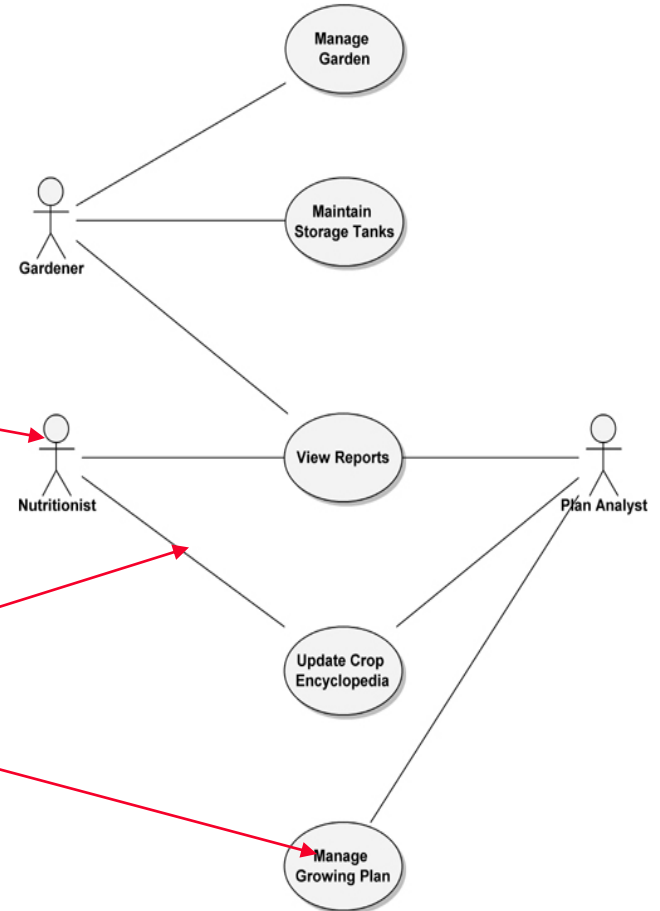 Manage
Garden
Maintain
Storage Tanks
Gardener
View Reports
Nutritionist
Plan Analyst
Update Crop
Encyclopedia
Manage
Growing Plan